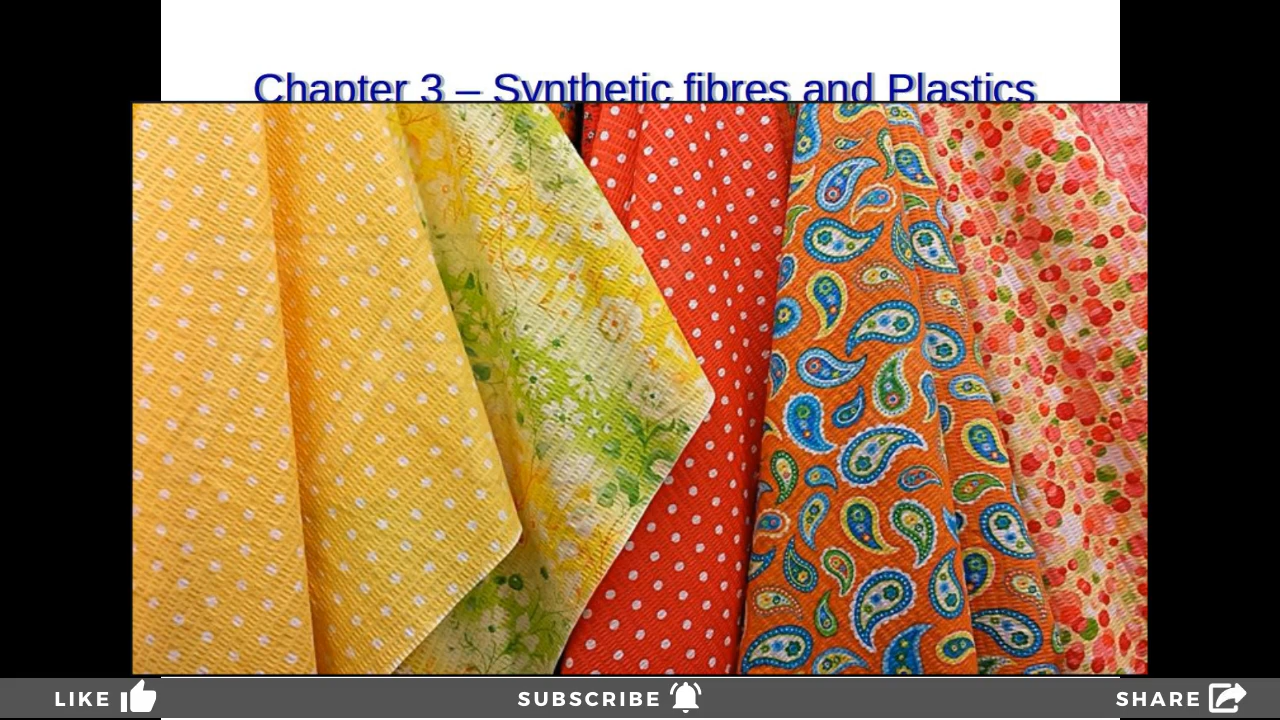 Chapter 3 – Synthetic fibres and Plastics
LIKE
SUBSCRIBE
SHARE